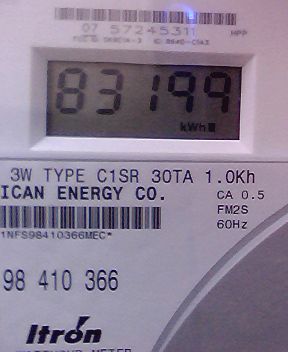 07 57245311 HPP
83199
kWh
3W TYPE C1SR 30TA 1.0Kh
ICAN ENERGY CO. CA 0.5
FM2S
60Hz
1NFS98410366MEC*
98 410 366
Itron